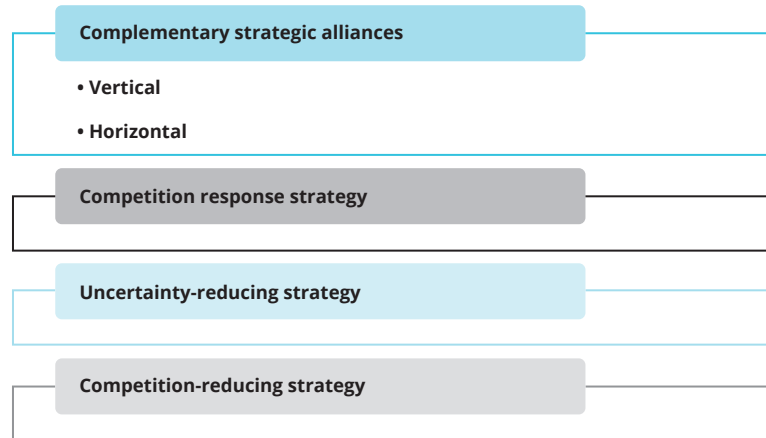 Complementary strategic alliances
• Vertical
• Horizontal
Competition response strategy
Uncertainty-reducing strategy
Competition-reducing strategy